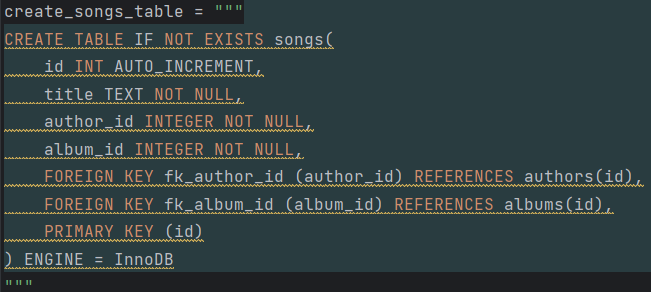 create_songs_table = """
CREATE TABLE IF NOT EXISTS songs(
    id INT AUTO_INCREMENT,
    title TEXT NOT NULL,
    author_id INTEGER NOT NULL,
    album_id INTEGER NOT NULL,
    FOREIGN KEY fk_author_id (author_id) REFERENCES authors(id),
    FOREIGN KEY fk_album_id (album_id) REFERENCES albums(id),
    PRIMARY KEY (id)
) ENGINE = InnoDB
"""